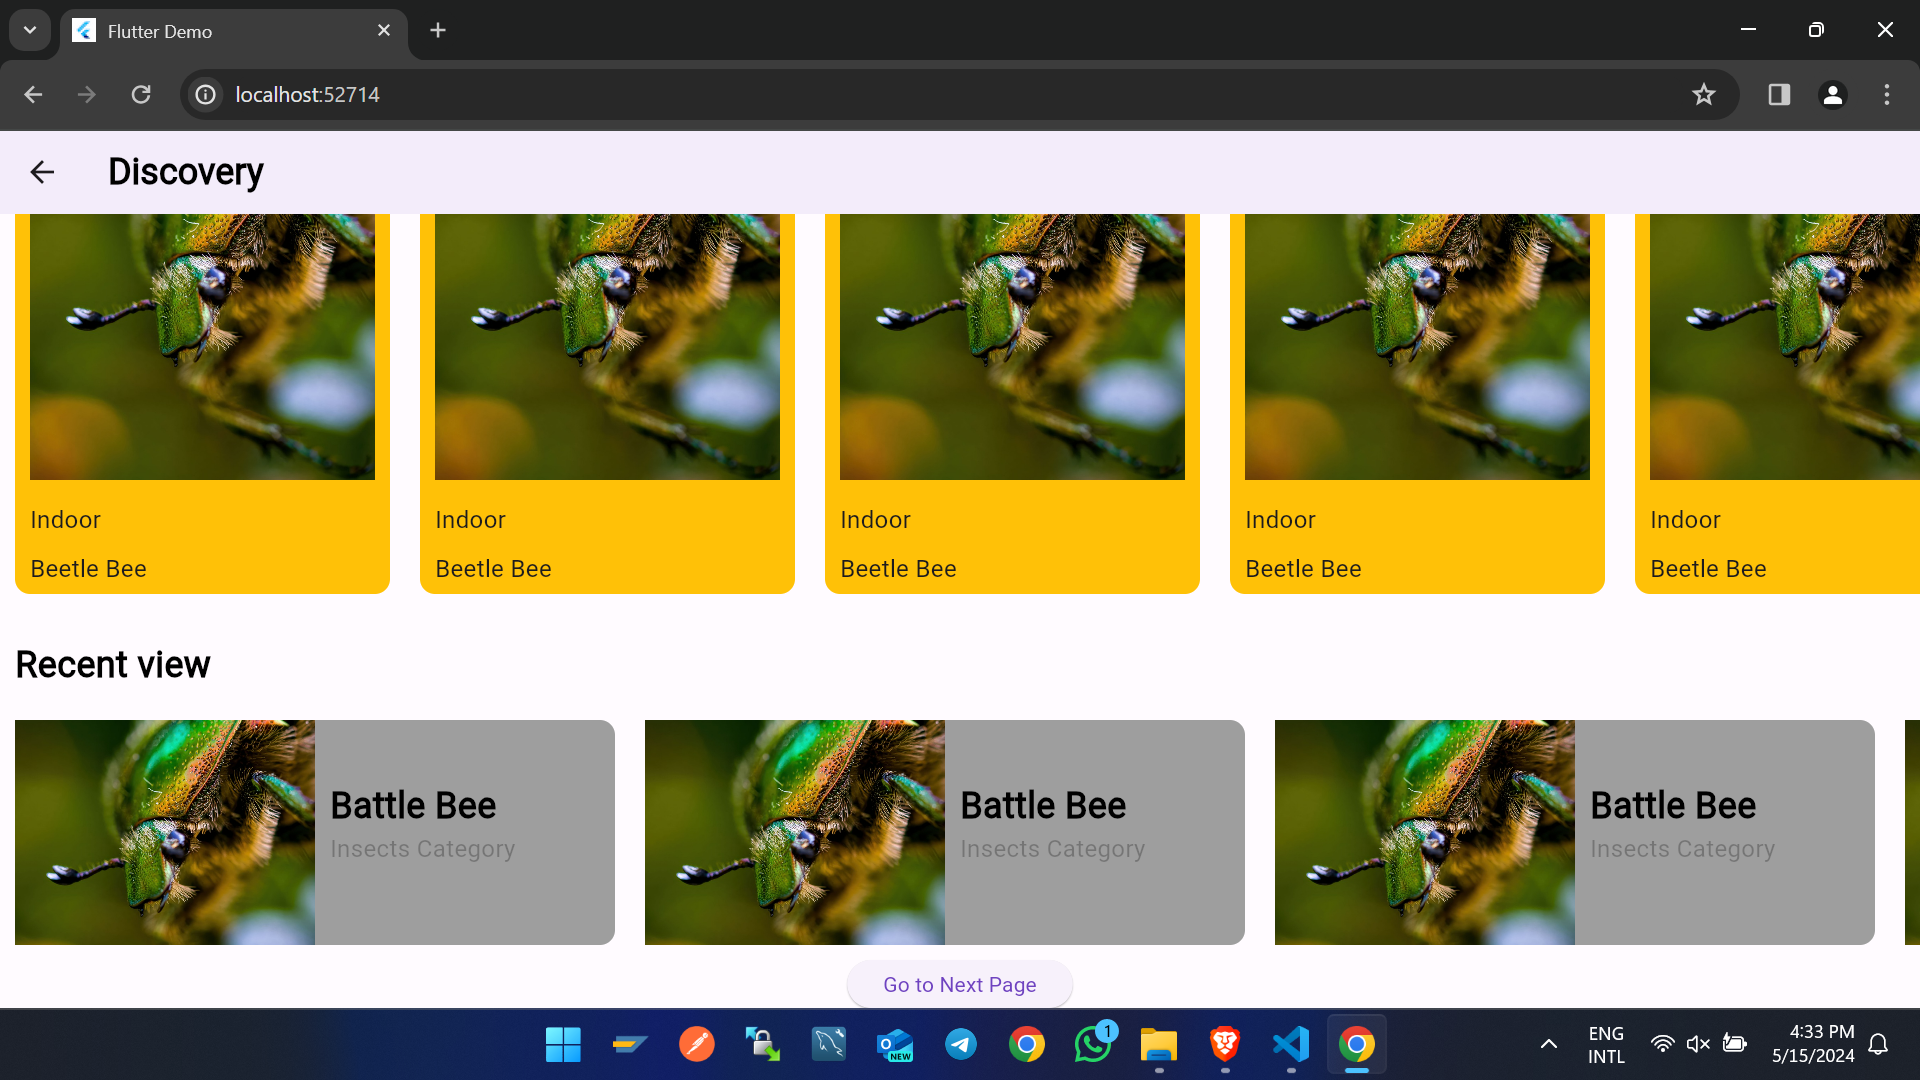 Flutter Demo
localhost:52714
Discovery
Indoor
Beetle Bee
Indoor
Beetle Bee
Indoor
Beetle Bee
Indoor
Beetle Bee
Indoor
Beetle Bee
Recent view
Battle Bee
Insects Category
Battle Bee
Insects Category
Battle Bee
Insects Category
Go to Next Page
NEW
1
ENG
INTL
4:33 PM
5/15/2024